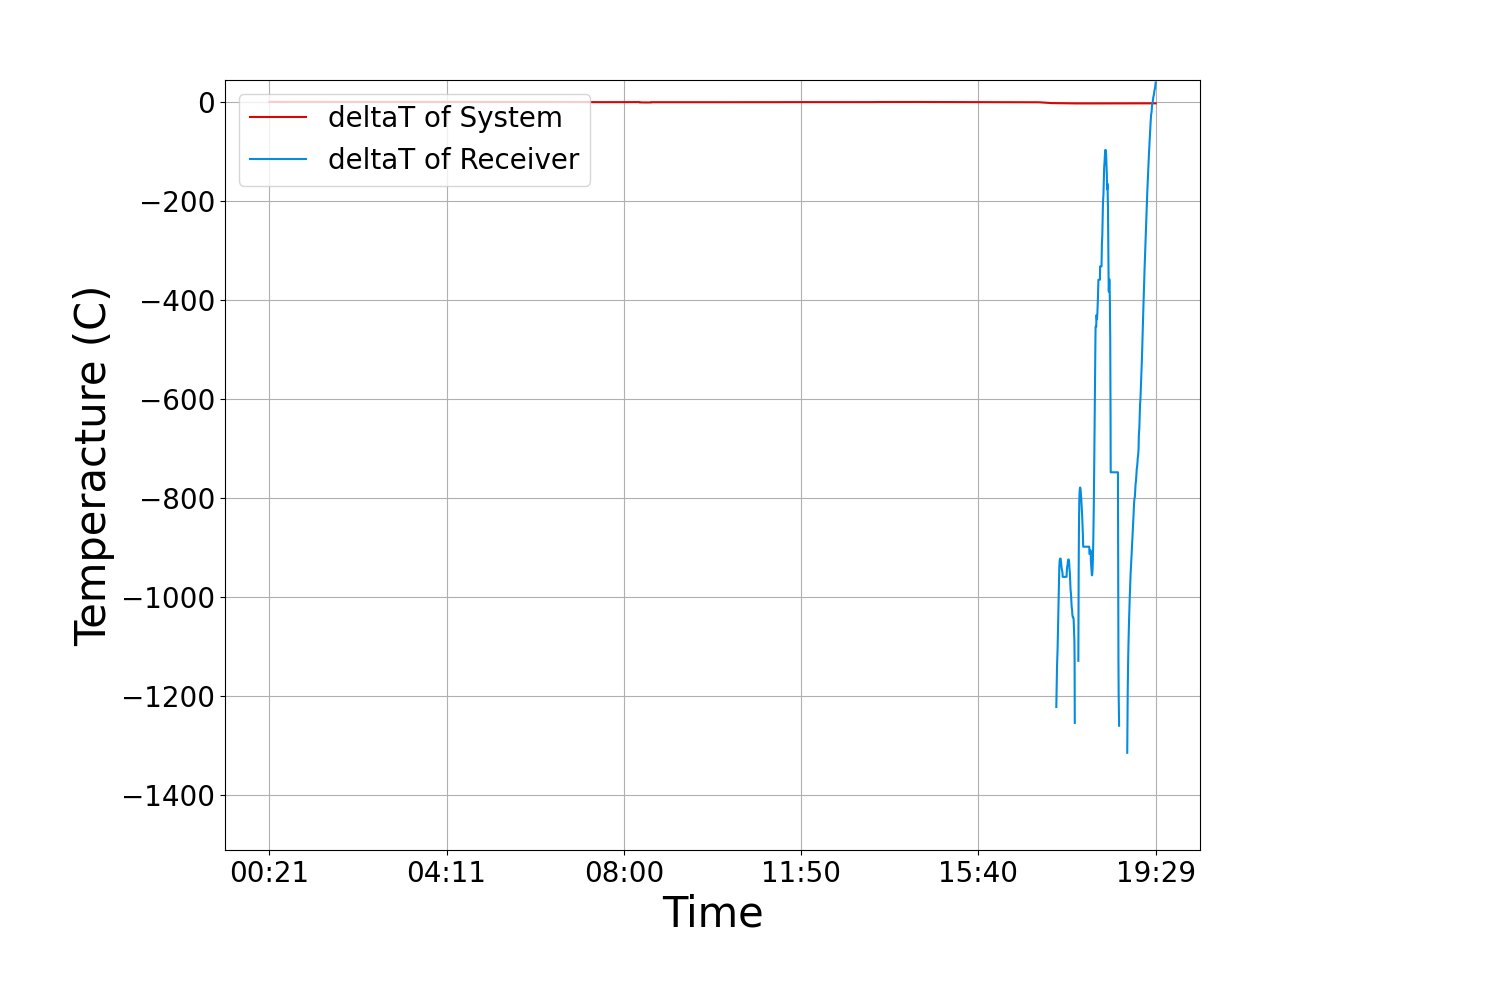 deltaT of System
deltaT of Receiver
0
−200
−400
−600
−800
−1000
−1200
−1400
Temperacture (C)
00:21 04:11 08:00 11:50 15:40 19:29
Time